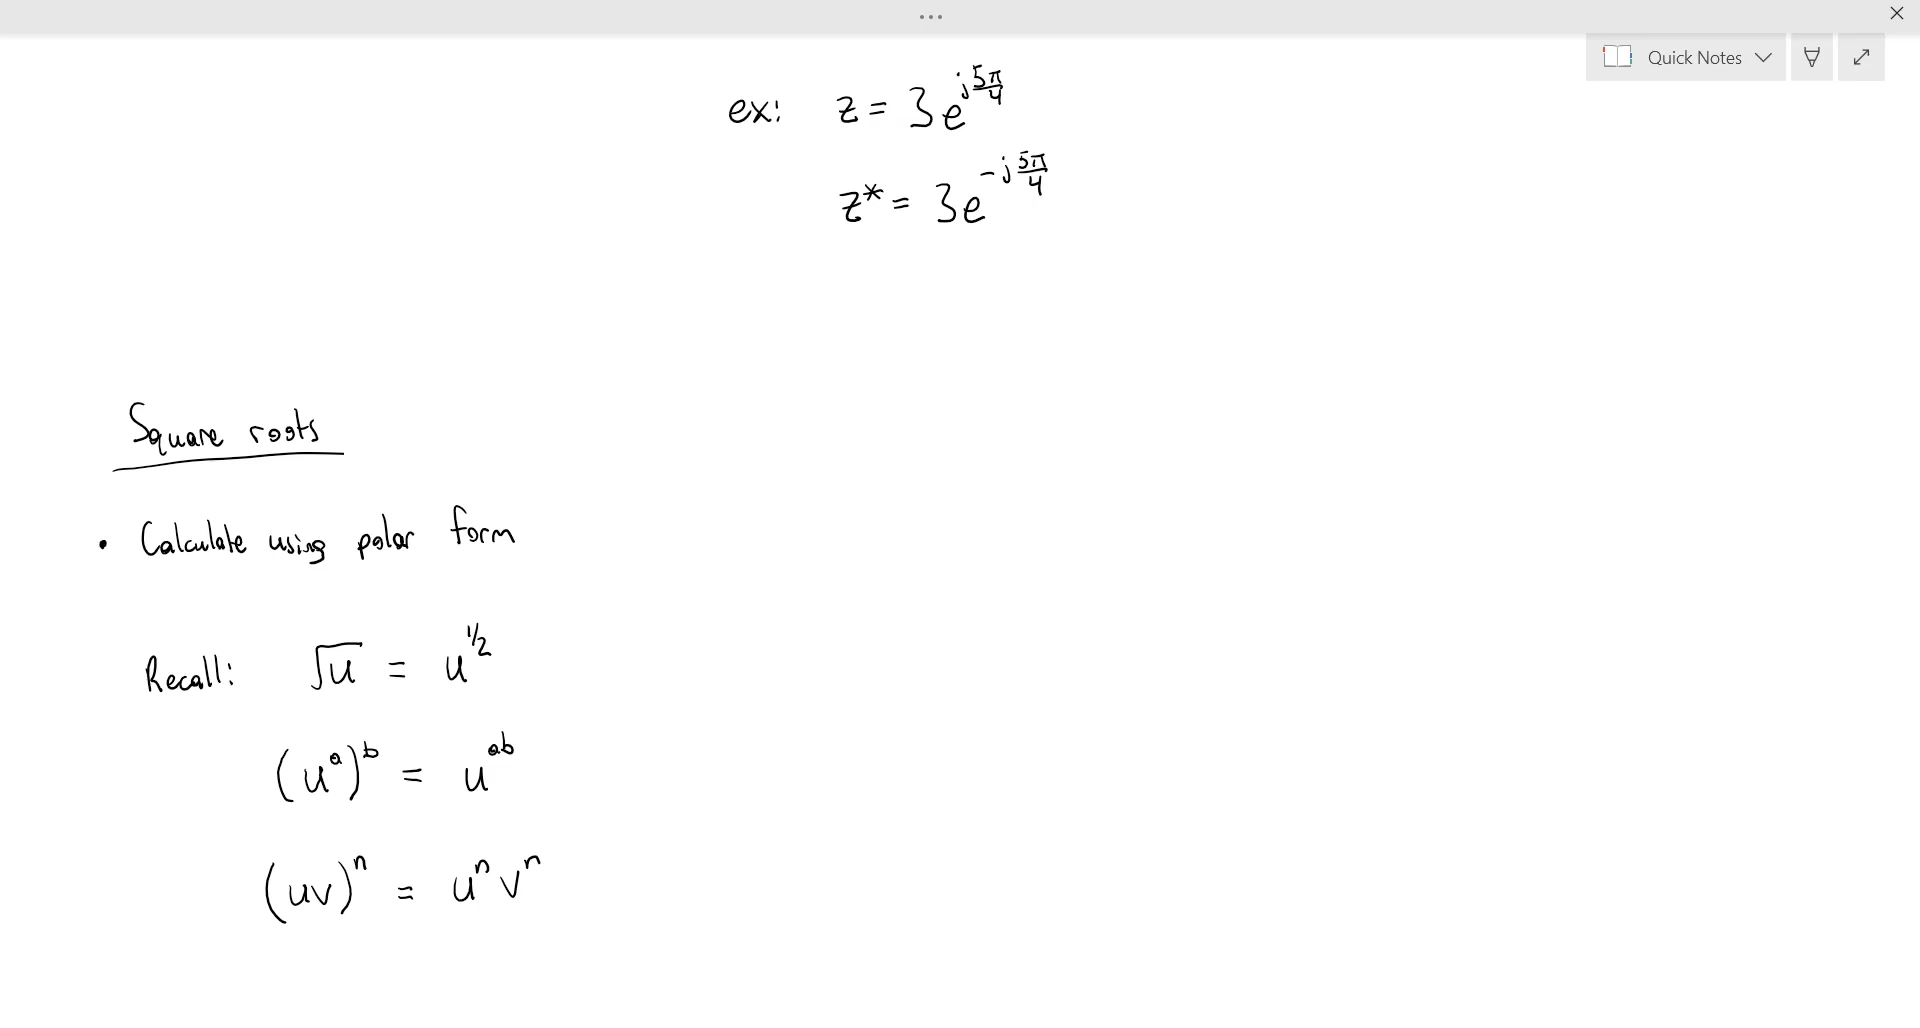 Quick Notes
ex: z = 3e^{j5π/4}
z* = 3e^{-j5π/4}
Square roots
• Calculate using polar form
Recall: √u = u^{1/2}
(u^a)^b = u^{ab}
(uv)^n = u^n v^n